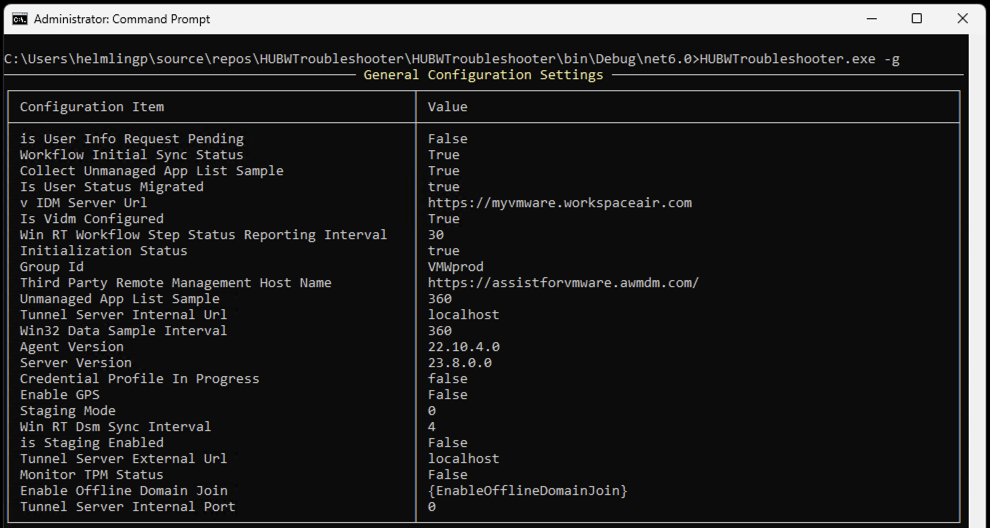 Administrator: Command Prompt
C:\Users\helmlingp\source\repos\HUBWTroubleshooter\HUBWTroubleshooter\bin\Debug\net6.0>HUBWTroubleshooter.exe -g
General Configuration Settings
Configuration Item Value
is User Info Request Pending False
Workflow Initial Sync Status True
Collect Unmanaged App List Sample True
Is User Status Migrated true
v IDM Server Url https://myvmware.workspaceair.com
Is Vidm Configured True
Win RT Workflow Step Status Reporting Interval 30
Initialization Status true
Group Id VMWprod
Third Party Remote Management Host Name https://assistforvmware.awmdm.com/
Unmanaged App List Sample 360
Tunnel Server Internal Url localhost
Win32 Data Sample Interval 360
Agent Version 22.10.4.0
Server Version 23.8.0.0
Credential Profile In Progress false
Enable GPS False
Staging Mode 0
Win RT Dsm Sync Interval 4
is Staging Enabled False
Tunnel Server External Url localhost
Monitor TPM Status False
Enable Offline Domain Join {EnableOfflineDomainJoin}
Tunnel Server Internal Port 0